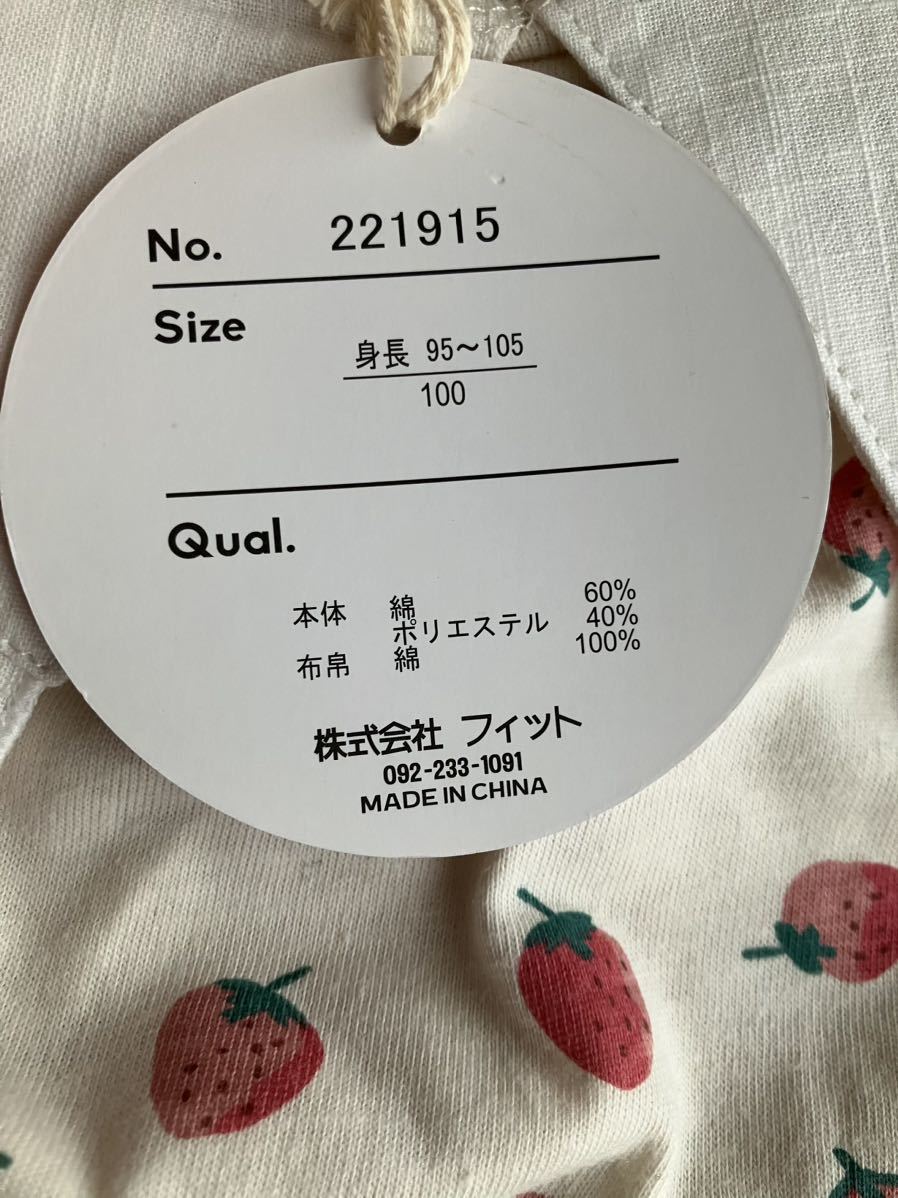 No. 221915
Size
身長 95～105
100
Qual.
本体 綿 60%
ポリエステル 40%
布帛 綿 100%
株式会社 フィット
092-233-1091
MADE IN CHINA